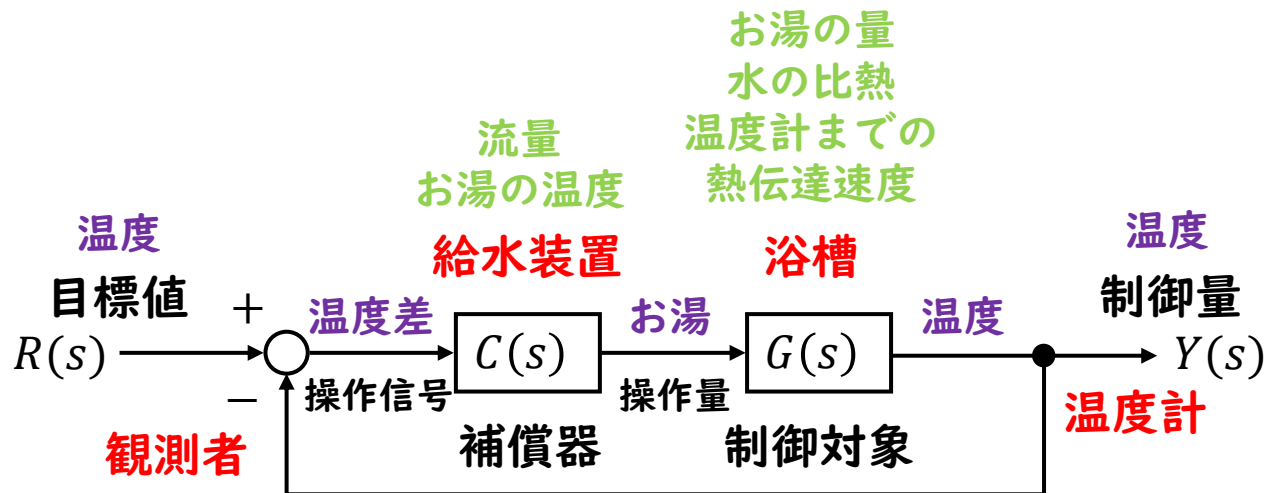 お湯の量
水の比熱
温度計までの
熱伝達速度
流量
お湯の温度
温度
目標値
R(s)
+
−
観測者
温度差
操作信号
給水装置
C(s)
補償器
お湯
操作量
浴槽
G(s)
制御対象
温度
温度
制御量
Y(s)
温度計